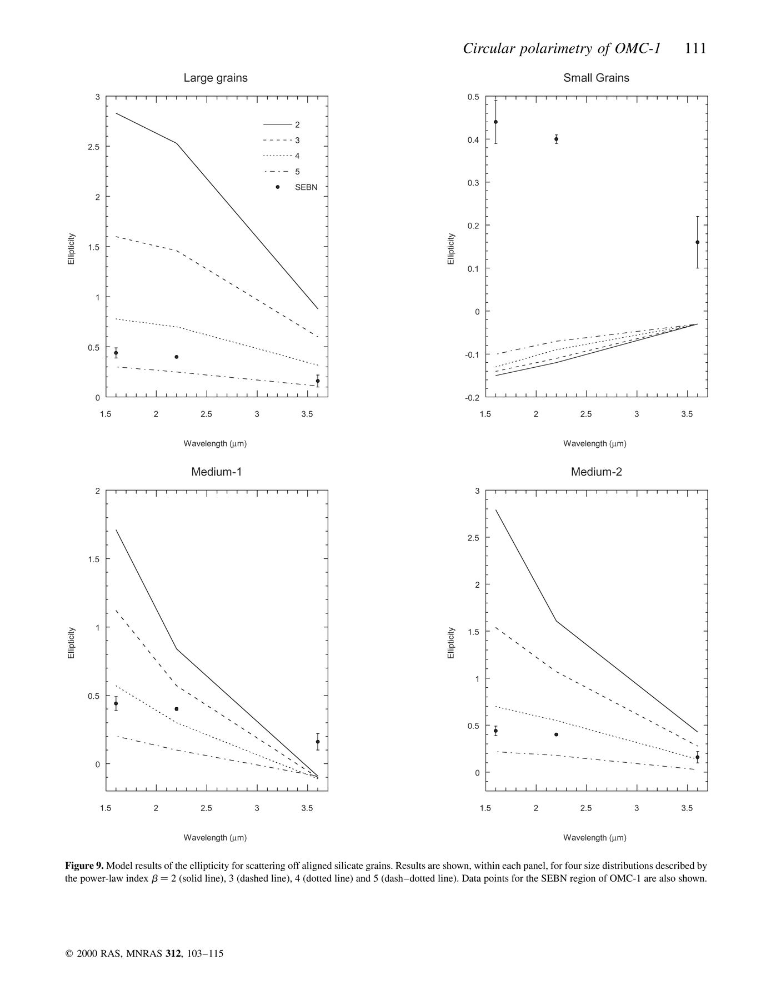 Circular polarimetry of OMC-1 111
Large grains
3
2.5
2
1.5
1
0.5
0
Ellipticity
2
3
4
5
SEBN
1.5 2 2.5 3 3.5
Wavelength (μm)
Small Grains
0.5
0.4
0.3
0.2
0.1
0
-0.1
-0.2
Ellipticity
1.5 2 2.5 3 3.5
Wavelength (μm)
Medium-1
2
1.5
1
0.5
0
Ellipticity
1.5 2 2.5 3 3.5
Wavelength (μm)
Medium-2
3
2.5
2
1.5
1
0.5
0
Ellipticity
1.5 2 2.5 3 3.5
Wavelength (μm)
Figure 9. Model results of the ellipticity for scattering off aligned silicate grains. Results are shown, within each panel, for four size distributions described by
the power-law index β = 2 (solid line), 3 (dashed line), 4 (dotted line) and 5 (dash–dotted line). Data points for the SEBN region of OMC-1 are also shown.
© 2000 RAS, MNRAS 312, 103–115